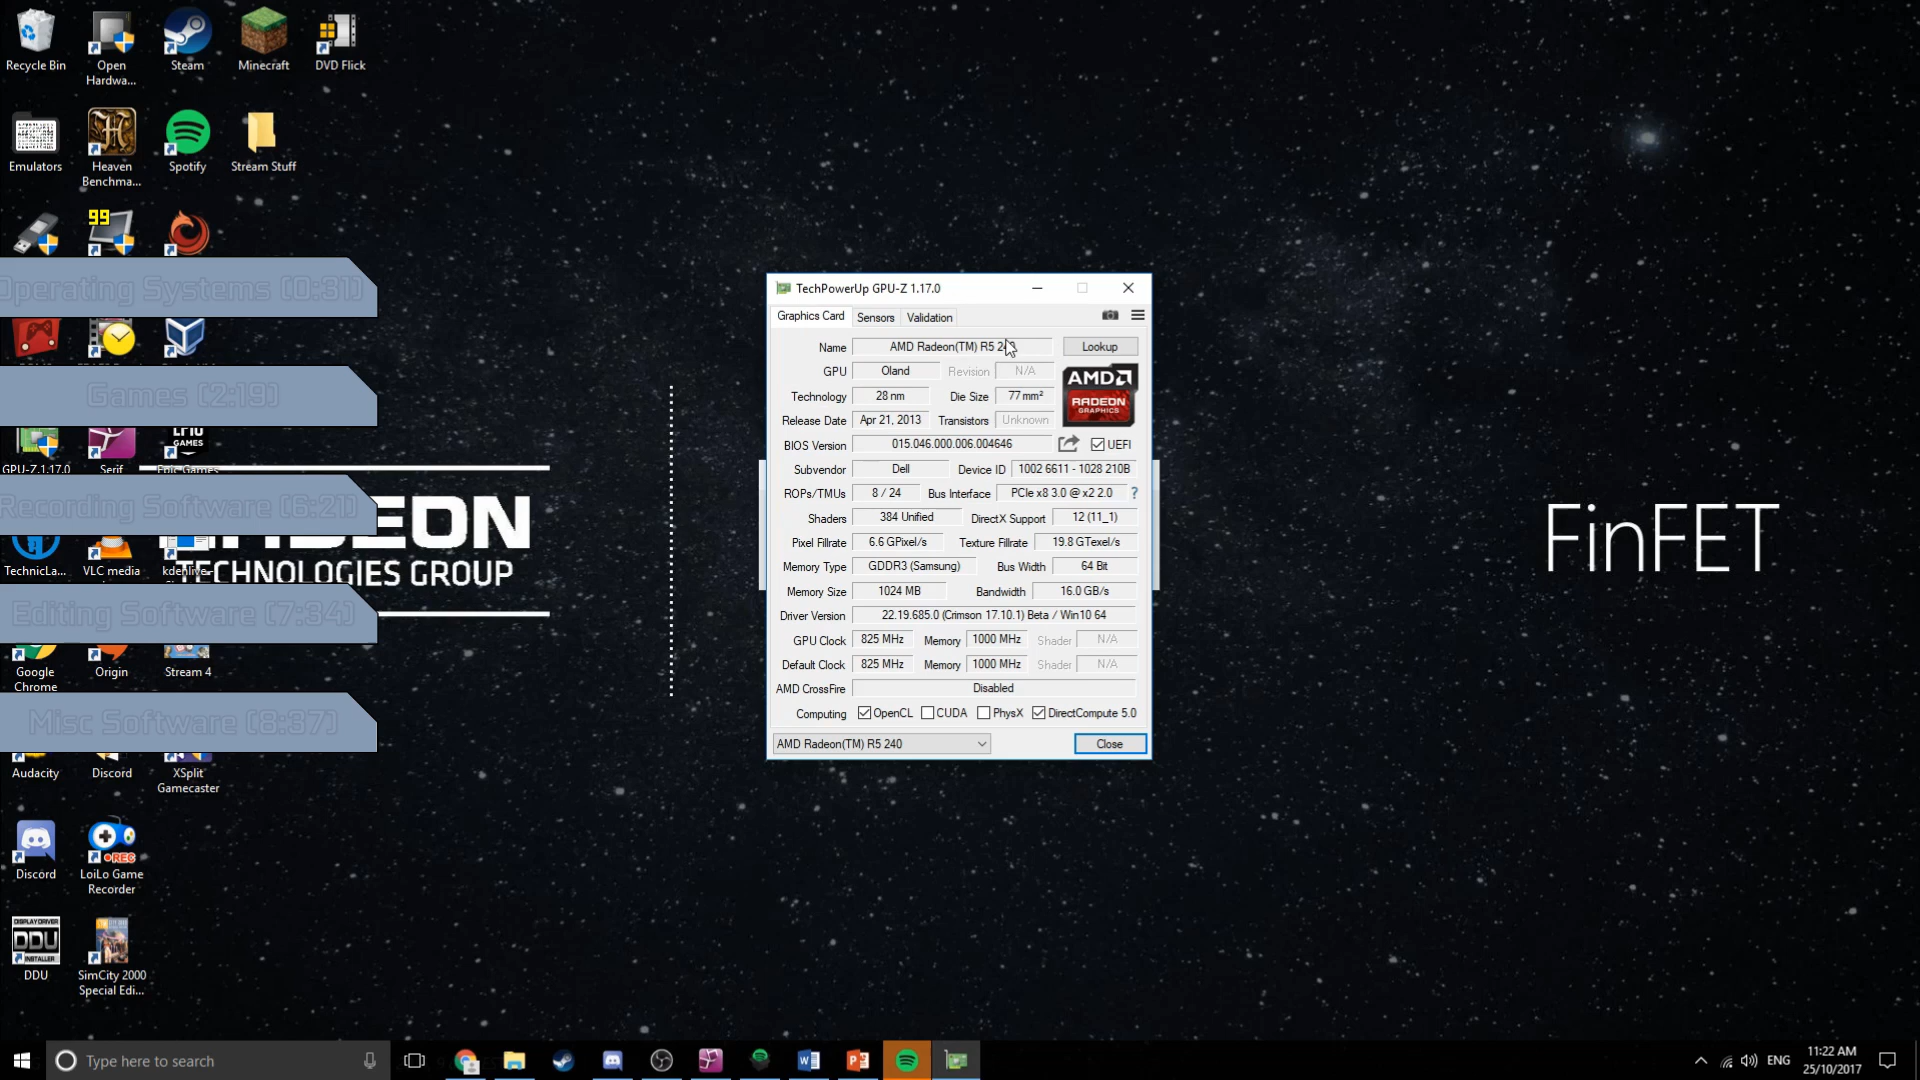 Recycle Bin
Open
Hardwa...
Steam
Minecraft
DVD Flick
Emulators
Heaven
Benchma...
Spotify
Stream Stuff
99
Operating Systems (0:31)
Games (2:19)
GPU-Z.1.17.0
Serif
GAMES
Epic Games
Recording Software (6:21)
TECHNOLOGIES GROUP
TechnicLa...
VLC media
kdenlive
Editing Software (7:34)
Google
Chrome
Origin
Stream 4
Misc Software (8:37)
Audacity
Discord
XSplit
Gamecaster
Discord
REC
LoiLo Game
Recorder
DISPLAY DRIVER
DDU
DDU
SimCity 2000
Special Edi...
TechPowerUp GPU-Z 1.17.0
Graphics Card
Sensors
Validation
Name
AMD Radeon(TM) R5 24
Lookup
GPU
Oland
Revision
N/A
AMD
RADEON
GRAPHICS
Technology
28 nm
Die Size
77 mm²
Release Date
Apr 21, 2013
Transistors
Unknown
BIOS Version
015.046.000.006.004646
UEFI
Subvendor
Dell
Device ID
1002 6611 - 1028 210B
ROPs/TMUs
8 / 24
Bus Interface
PCIe x8 3.0 @ x2 2.0
?
Shaders
384 Unified
DirectX Support
12 (11_1)
Pixel Fillrate
6.6 GPixel/s
Texture Fillrate
19.8 GTexel/s
Memory Type
GDDR3 (Samsung)
Bus Width
64 Bit
Memory Size
1024 MB
Bandwidth
16.0 GB/s
Driver Version
22.19.685.0 (Crimson 17.10.1) Beta / Win10 64
GPU Clock
825 MHz
Memory
1000 MHz
Shader
N/A
Default Clock
825 MHz
Memory
1000 MHz
Shader
N/A
AMD CrossFire
Disabled
Computing
OpenCL
CUDA
PhysX
DirectCompute 5.0
AMD Radeon(TM) R5 240
Close
FinFET
Type here to search
ENG
11:22 AM
25/10/2017